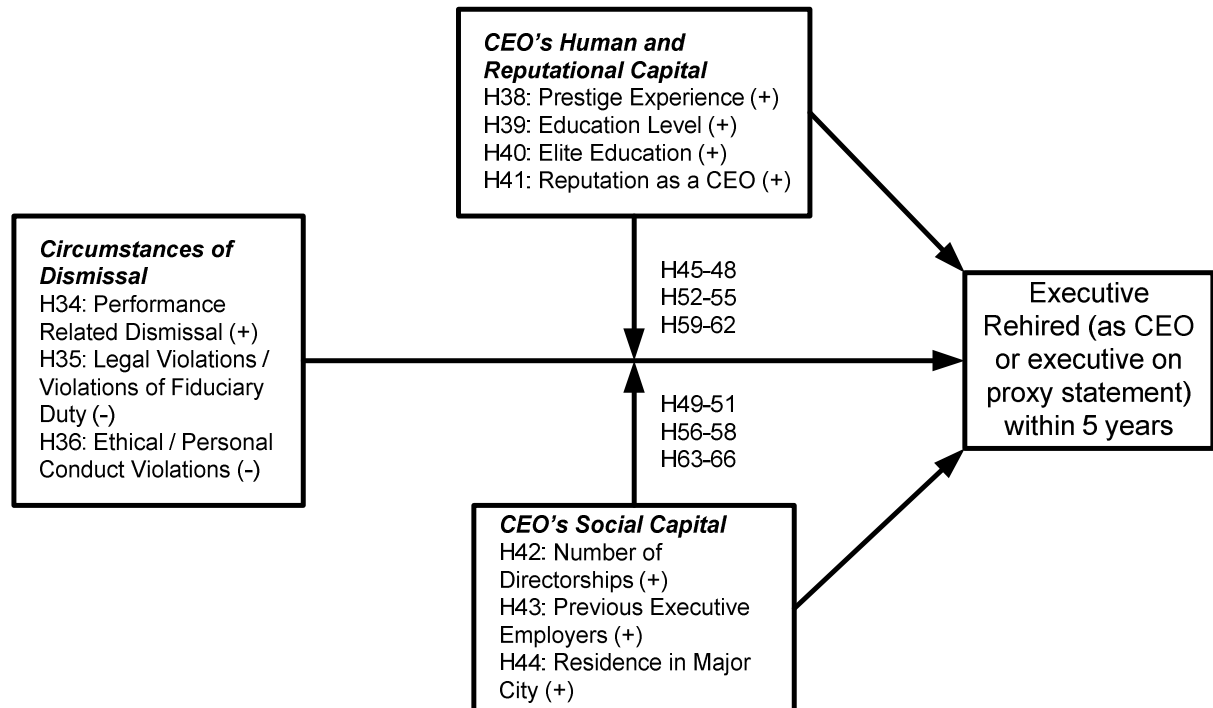 CEO's Human and
Reputational Capital
H38: Prestige Experience (+)
H39: Education Level (+)
H40: Elite Education (+)
H41: Reputation as a CEO (+)
Circumstances of
Dismissal
H34: Performance
Related Dismissal (+)
H35: Legal Violations /
Violations of Fiduciary
Duty (-)
H36: Ethical / Personal
Conduct Violations (-)
H45-48
H52-55
H59-62
Executive
Rehired (as CEO
or executive on
proxy statement)
within 5 years
H49-51
H56-58
H63-66
CEO's Social Capital
H42: Number of
Directorships (+)
H43: Previous Executive
Employers (+)
H44: Residence in Major
City (+)